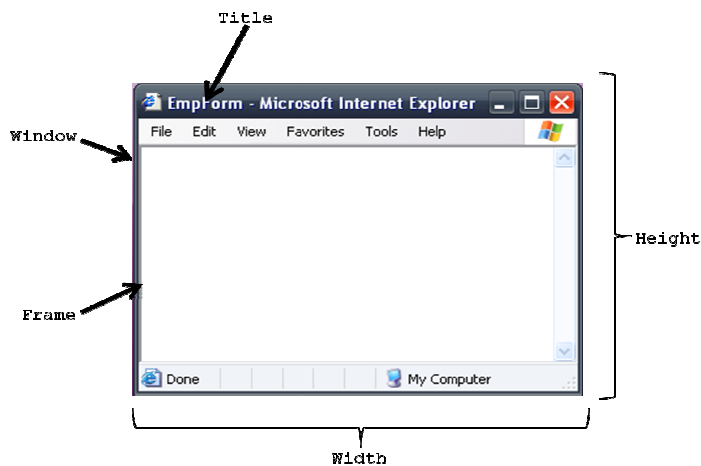 Title
EmpForm - Microsoft Internet Explorer
File Edit View Favorites Tools Help
Window
Height
Frame
Done My Computer
Width